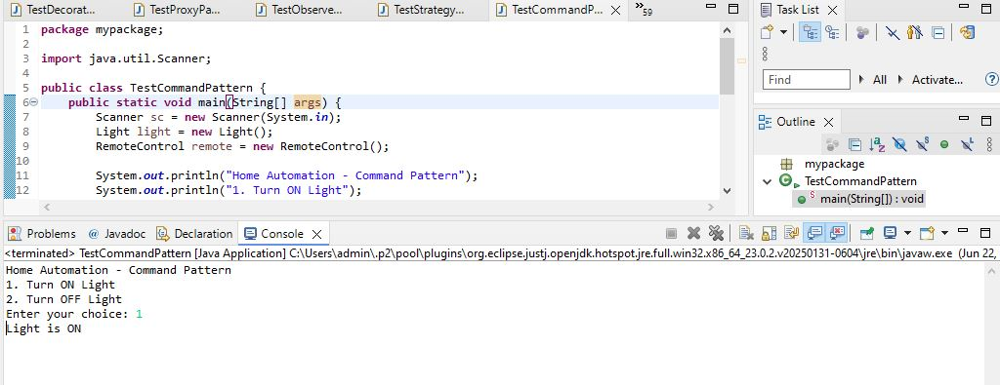 TestDecorat... TestProxyPa... TestObserve... TestStrategy... TestCommandP... »59
1 package mypackage;
2
3 import java.util.Scanner;
4
5 public class TestCommandPattern {
6 public static void main(String[] args) {
7 Scanner sc = new Scanner(System.in);
8 Light light = new Light();
9 RemoteControl remote = new RemoteControl();
10
11 System.out.println("Home Automation - Command Pattern");
12 System.out.println("1. Turn ON Light");
Task List
Find All Activate...
Outline
mypackage
TestCommandPattern
main(String[]) : void
Problems Javadoc Declaration Console
<terminated> TestCommandPattern [Java Application] C:\Users\admin\.p2\pool\plugins\org.eclipse.justj.openjdk.hotspot.jre.full.win32.x86_64_23.0.2.v20250131-0604\jre\bin\javaw.exe (Jun 22,
Home Automation - Command Pattern
1. Turn ON Light
2. Turn OFF Light
Enter your choice: 1
Light is ON